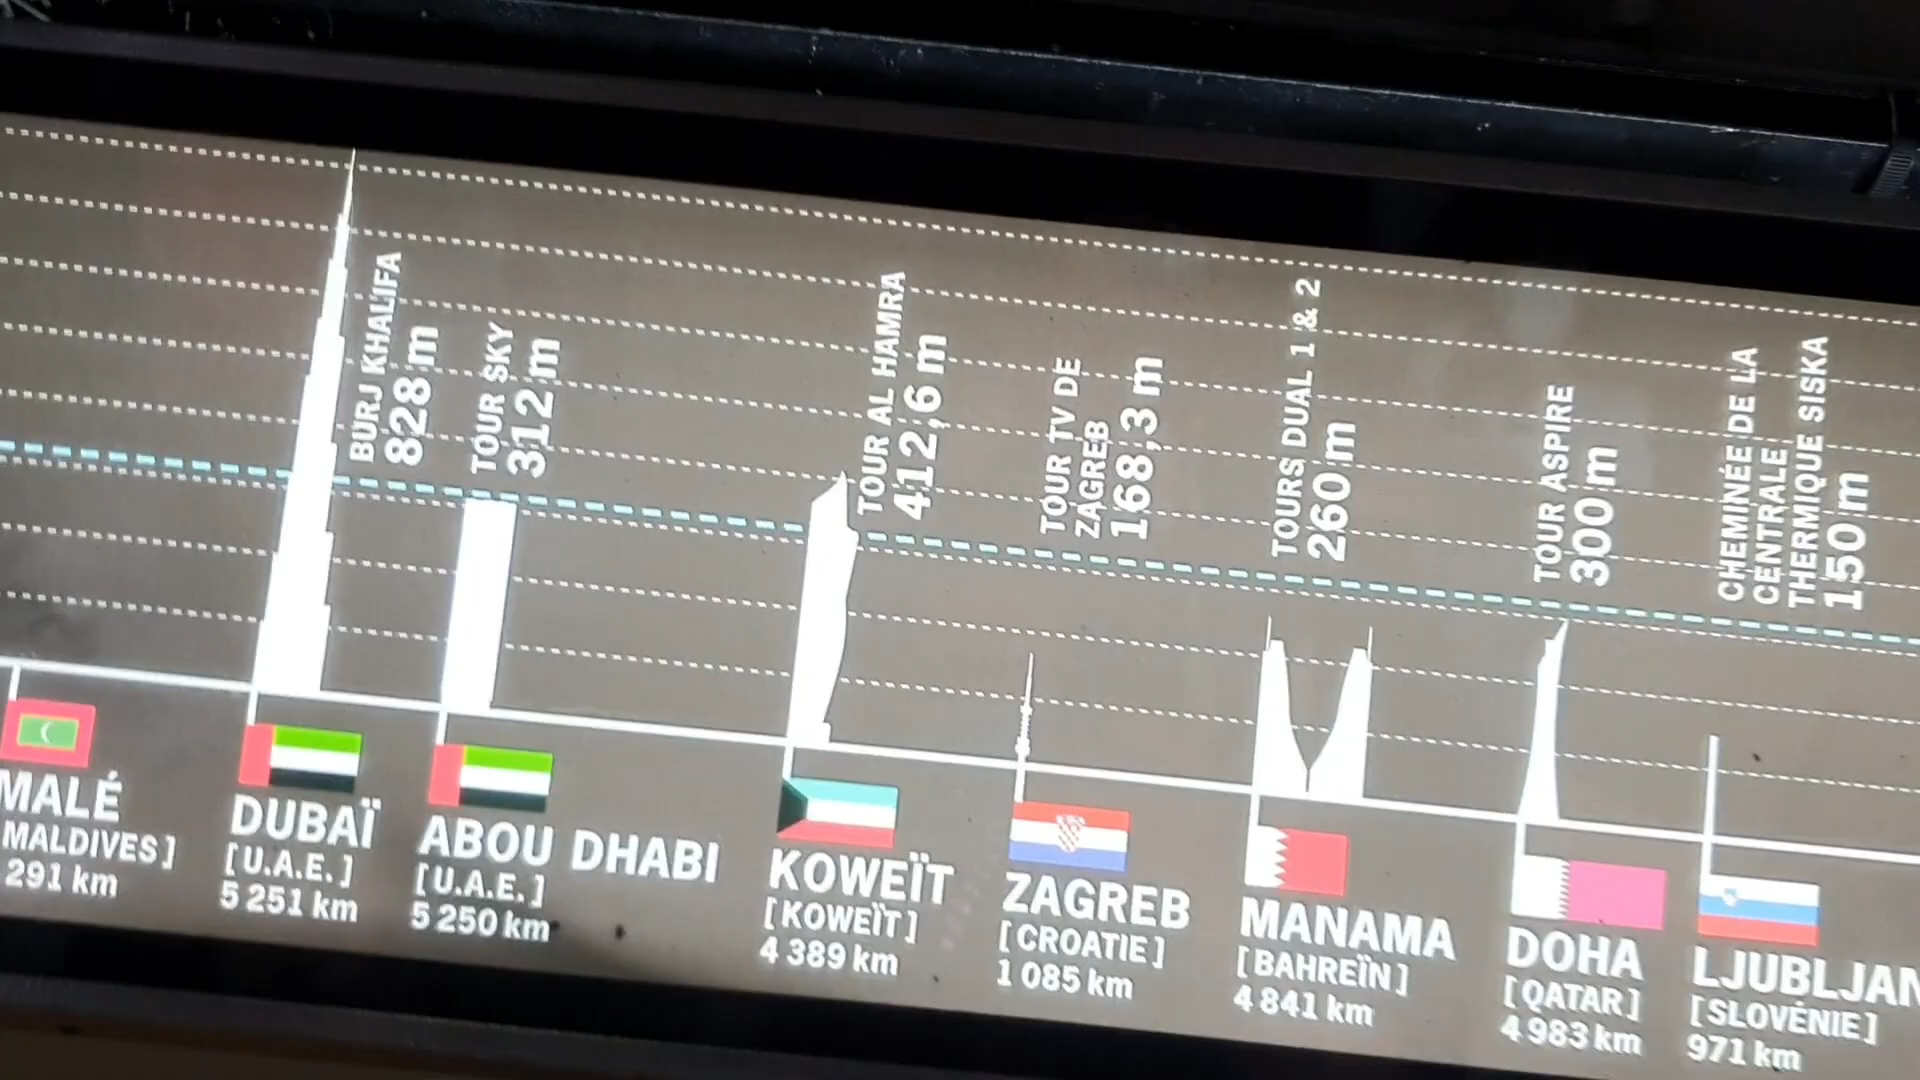 BURJ KHALIFA
828 m
TOUR SKY
312 m
TOUR AL HAMRA
412,6 m
TOUR TV DE
ZAGREB
168,3 m
TOURS DUAL 1 & 2
260 m
TOUR ASPIRE
300 m
CHEMINÉE DE LA
CENTRALE
THERMIQUE SISKA
150 m
MALÉ
MALDIVES]
291 km
DUBAÏ
[U.A.E.]
5 251 km
ABOU DHABI
[U.A.E.]
5 250 km
KOWEÏT
[KOWEÏT]
4 389 km
ZAGREB
[CROATIE]
1 085 km
MANAMA
[BAHREÏN]
4 841 km
DOHA
[QATAR]
4 983 km
LJUBLJAN
[SLOVÉNIE]
971 km